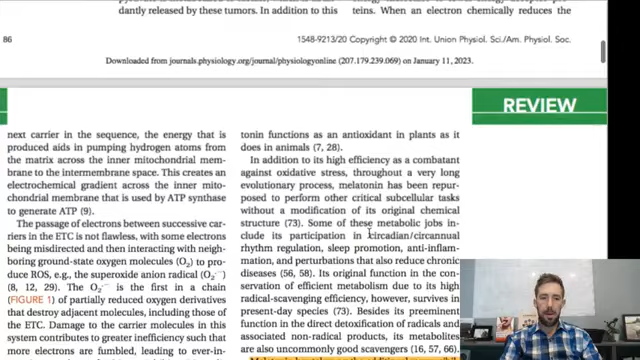 dantly released by these tumors. In addition to this
teins. When an electron chemically reduces the
86
1548-9213/20 Copyright © 2020 Int. Union Physiol. Sci./Am. Physiol. Soc.
Downloaded from journals.physiology.org/journal/physiologyonline (207.179.239.069) on January 11, 2023.
REVIEW
next carrier in the sequence, the energy that is
produced aids in pumping hydrogen atoms from
the matrix across the inner mitochondrial mem-
brane to the intermembrane space. This creates an
electrochemical gradient across the inner mito-
chondrial membrane that is used by ATP synthase
to generate ATP (9).
The passage of electrons between successive car-
riers in the ETC is not flawless, with some electrons
being misdirected and then interacting with neigh-
boring ground-state oxygen molecules (O₂) to pro-
duce ROS, e.g., the superoxide anion radical (O₂·⁻)
(8, 12, 29). The O₂·⁻ is the first in a chain
(FIGURE 1) of partially reduced oxygen derivatives
that destroy adjacent molecules, including those of
the ETC. Damage to the carrier molecules in this
system contributes to greater inefficiency such that
more electrons are fumbled, leading to ever-in-
tonin functions as an antioxidant in plants as it
does in animals (7, 28).
In addition to its high efficiency as a combatant
against oxidative stress, throughout a very long
evolutionary process, melatonin has been repur-
posed to perform other critical subcellular tasks
without a modification of its original chemical
structure (73). Some of these metabolic jobs in-
clude its participation in circadian/circannual
rhythm regulation, sleep promotion, anti-inflam-
mation, and perturbations that also reduce chronic
diseases (56, 58). Its original function in the con-
servation of efficient metabolism due to its high
radical-scavenging efficiency, however, survives in
present-day species (73). Besides its preeminent
function in the direct detoxification of radicals and
associated non-radical products, its metabolites
are also uncommonly good scavengers (16, 57, 66).